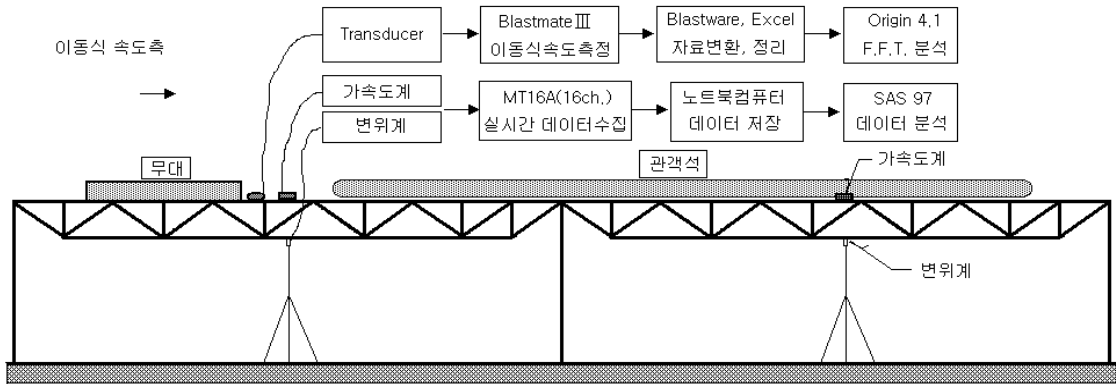 이동식 속도측
Transducer
Blastmate Ⅲ
이동식속도측정
Blastware, Excel
자료변환, 정리
Origin 4.1
F.F.T. 분석
가속도계
변위계
MT16A(16ch.)
실시간 데이터수집
노트북컴퓨터
데이터 저장
SAS 97
데이터 분석
무대
관객석
가속도계
변위계